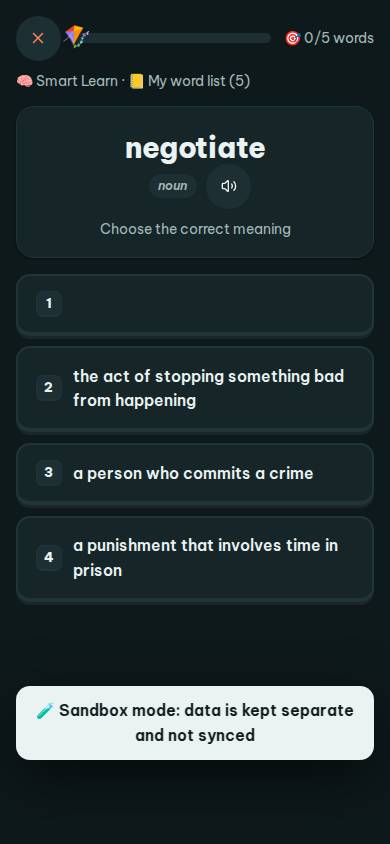 0/5 words
Smart Learn · My word list (5)
negotiate
noun
Choose the correct meaning
1
2
the act of stopping something bad
from happening
3
a person who commits a crime
4
a punishment that involves time in
prison
Sandbox mode: data is kept separate
and not synced